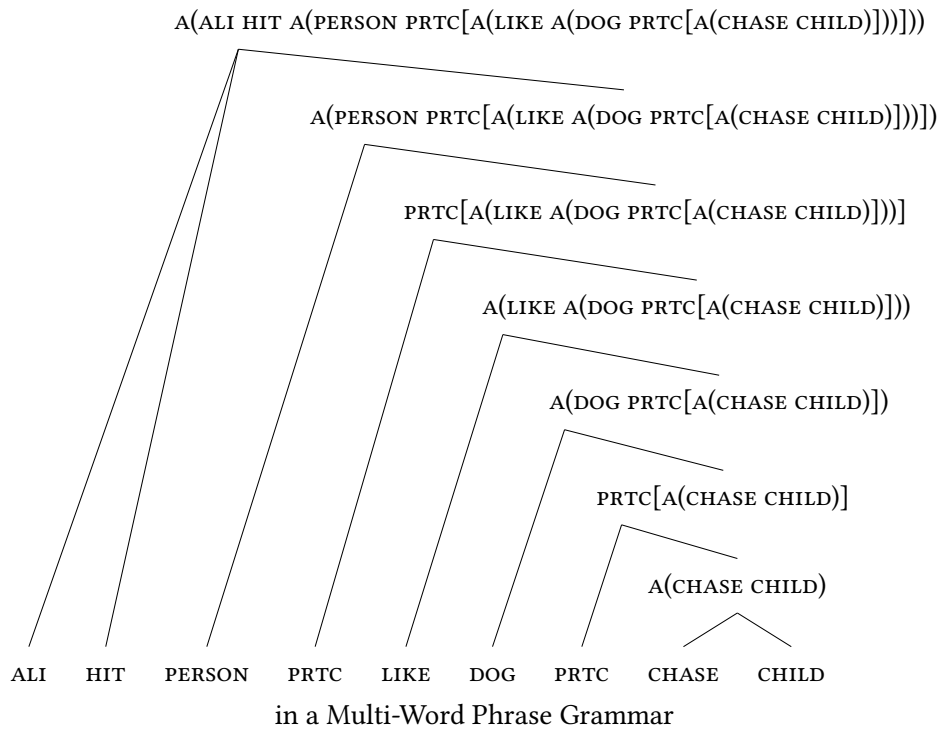 A(ALI HIT A(PERSON PRTC[A(LIKE A(DOG PRTC[A(CHASE CHILD)]))]))
A(PERSON PRTC[A(LIKE A(DOG PRTC[A(CHASE CHILD)]))])
PRTC[A(LIKE A(DOG PRTC[A(CHASE CHILD)]))]
A(LIKE A(DOG PRTC[A(CHASE CHILD)]))
A(DOG PRTC[A(CHASE CHILD)])
PRTC[A(CHASE CHILD)]
A(CHASE CHILD)
ALI HIT PERSON PRTC LIKE DOG PRTC CHASE CHILD
in a Multi-Word Phrase Grammar